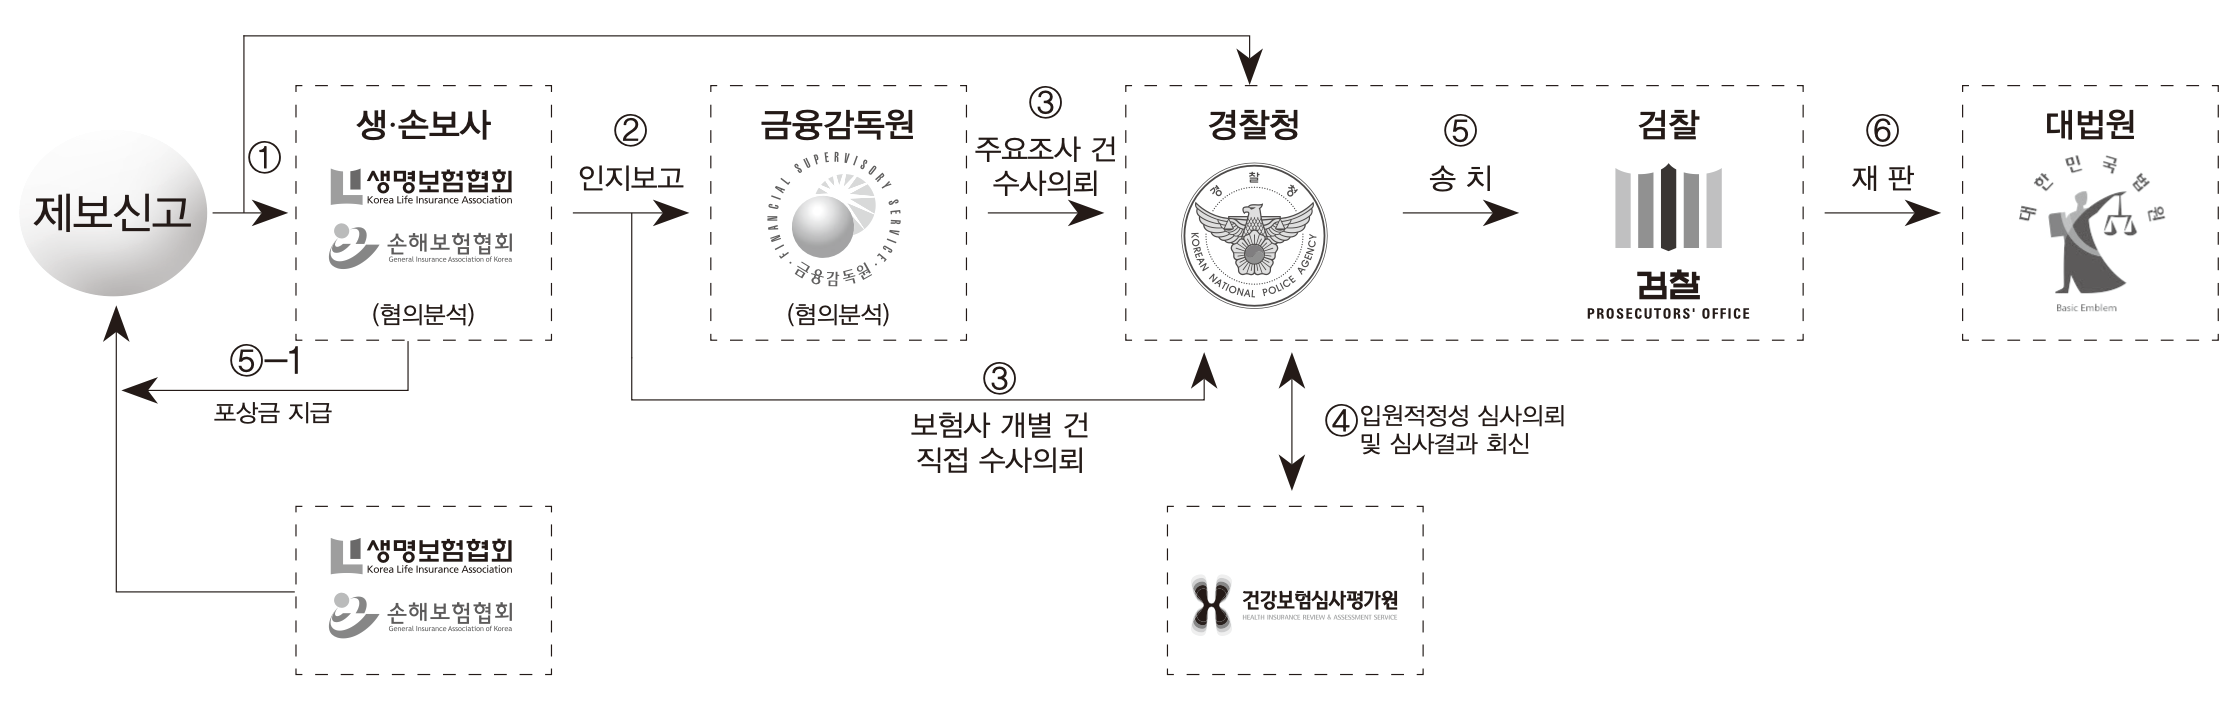 제보신고
①
생·손보사
생명보험협회
Korea Life Insurance Association
손해보험협회
General Insurance Association of Korea
(혐의분석)
②
인지보고
금융감독원
FINANCIAL SUPERVISORY SERVICE
·금융감독원·
(혐의분석)
③
주요조사 건
수사의뢰
경찰청
경찰청
KOREAN NATIONAL POLICE AGENCY
⑤
송 치
검찰
검찰
PROSECUTORS' OFFICE
⑥
재 판
대법원
대한민국법원
Basic Emblem
⑤-1
포상금 지급
③
보험사 개별 건
직접 수사의뢰
④입원적정성 심사의뢰
및 심사결과 회신
생명보험협회
Korea Life Insurance Association
손해보험협회
General Insurance Association of Korea
건강보험심사평가원
HEALTH INSURANCE REVIEW & ASSESSMENT SERVICE